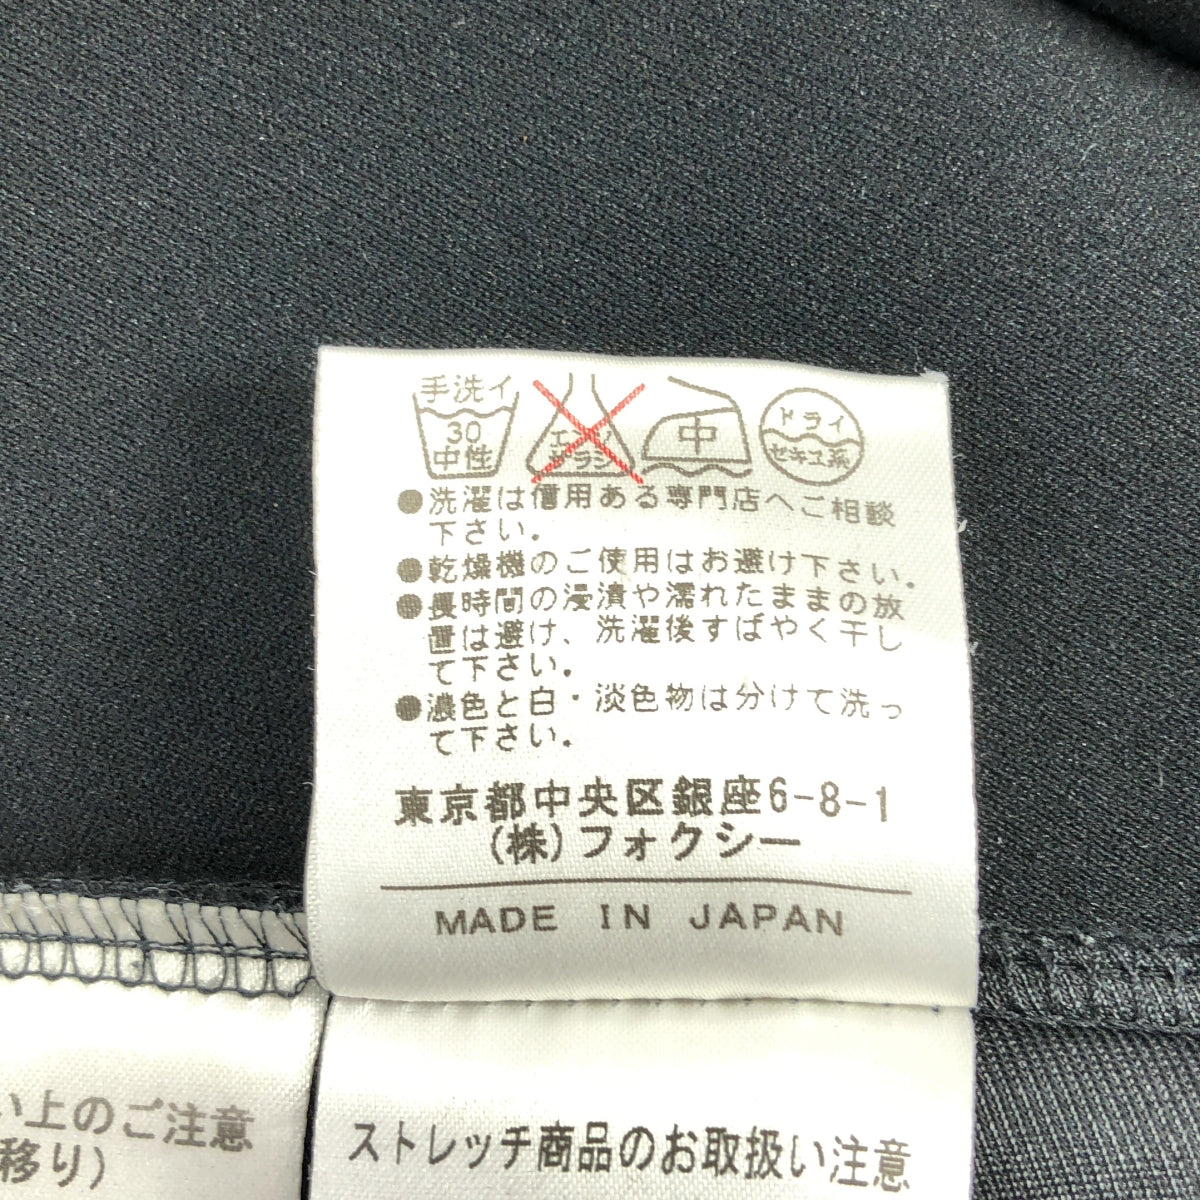 手洗イ
30
中性
エンソ
サラシ
中
ドライ
セキユ系
●洗濯は信用ある専門店へご相談
下さい。
●乾燥機のご使用はお避け下さい。
●長時間の浸漬や濡れたままの放
置は避け、洗濯後すばやく干し
て下さい。
●濃色と白・淡色物は分けて洗っ
て下さい。
東京都中央区銀座6-8-1
(株)フォクシー
MADE IN JAPAN
い上のご注意
移り)
ストレッチ商品のお取扱い注意